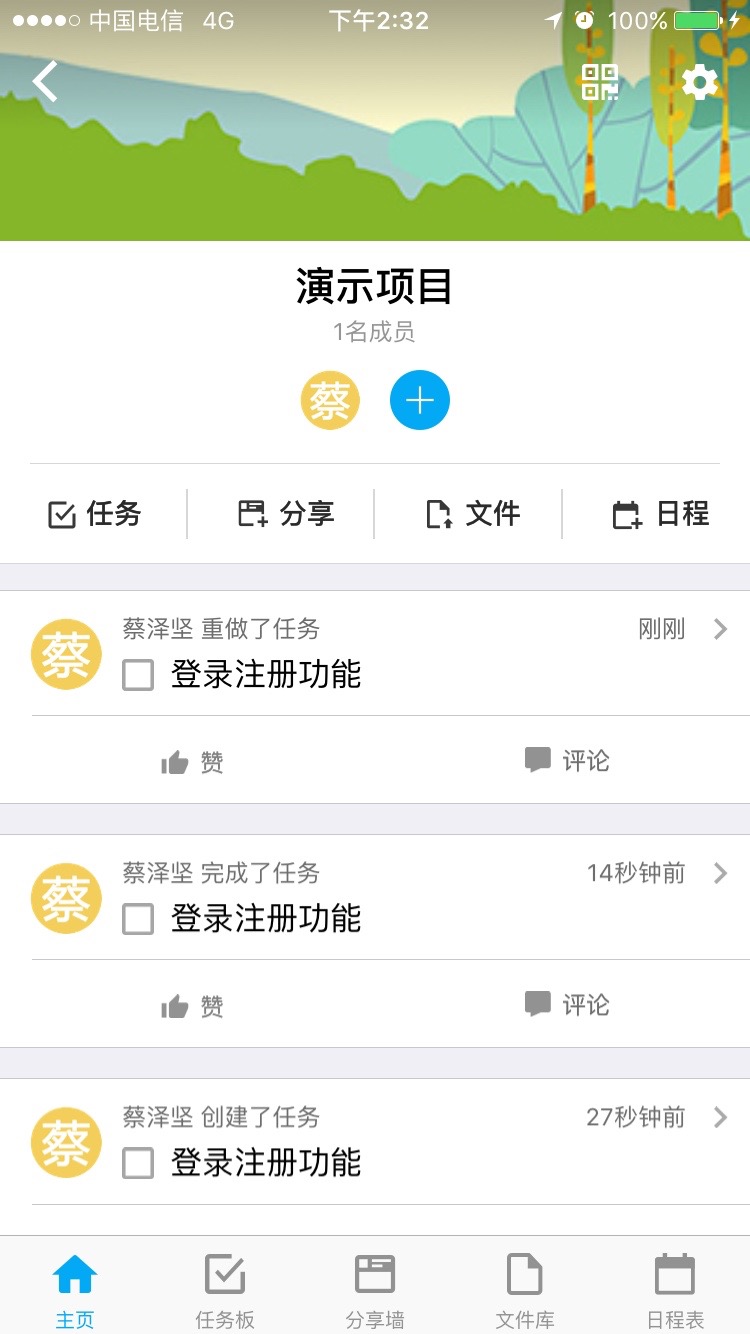 中国电信 4G 下午2:32 100%
演示项目
1名成员
蔡
任务 分享 文件 日程
蔡泽坚 重做了任务 刚刚
蔡 登录注册功能
赞 评论
蔡泽坚 完成了任务 14秒钟前
蔡 登录注册功能
赞 评论
蔡泽坚 创建了任务 27秒钟前
蔡 登录注册功能
主页 任务板 分享墙 文件库 日程表